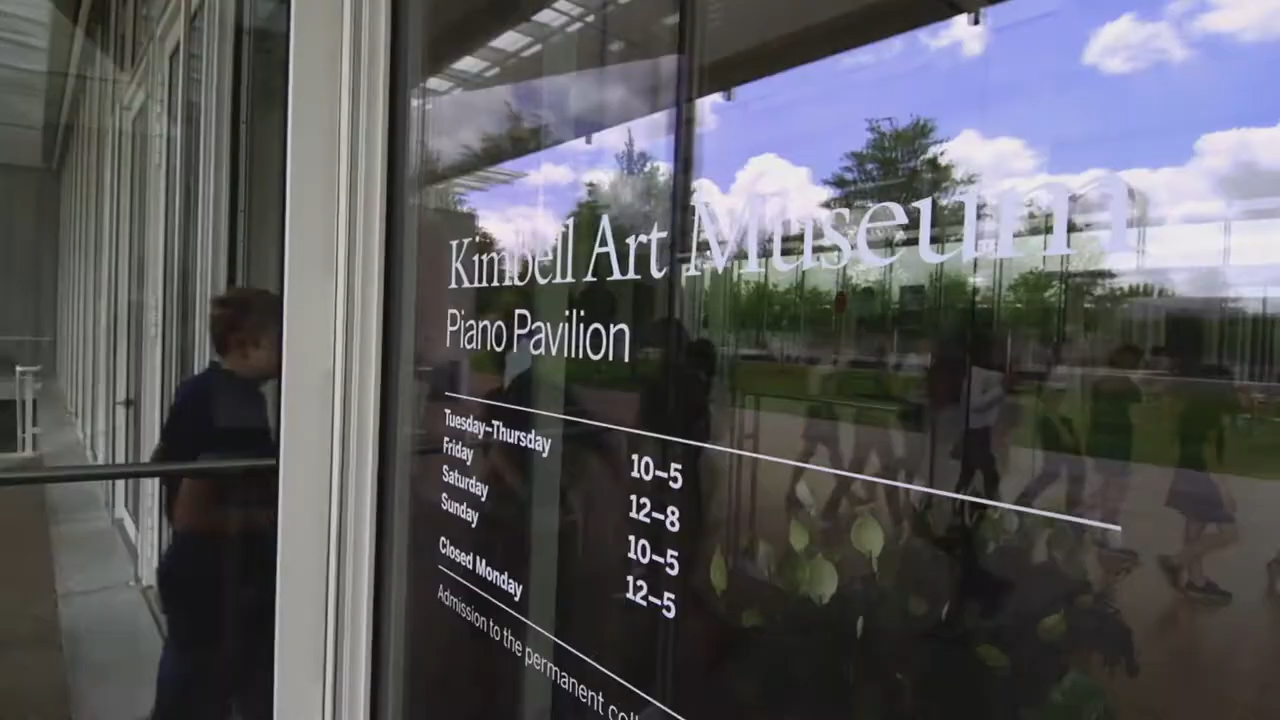 Kimbell Art Museum
Piano Pavilion
Tuesday–Thursday 10–5
Friday 12–8
Saturday 10–5
Sunday 12–5
Closed Monday
Admission to the permanent